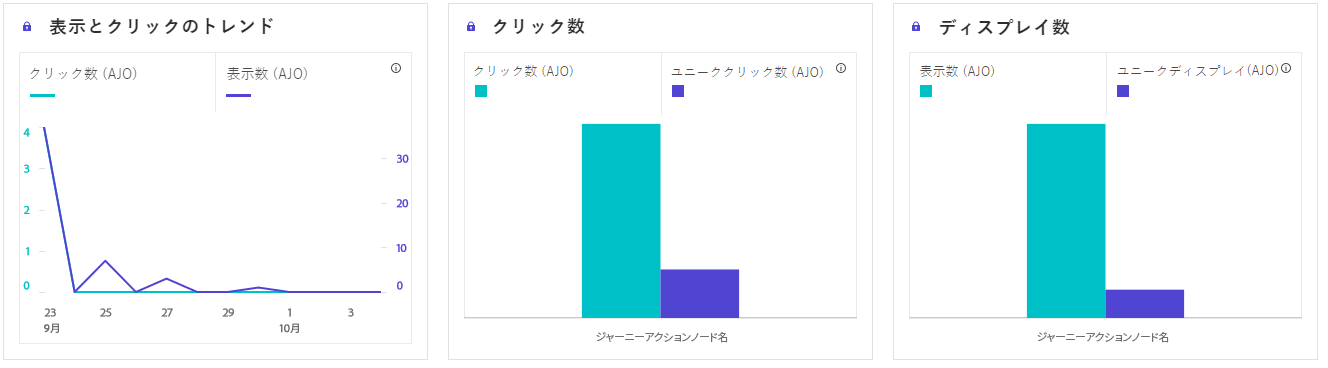 表示とクリックのトレンド
クリック数 (AJO)
表示数 (AJO)
4
3
2
1
0
30
20
10
0
23
25
27
29
1
3
9月
10月
クリック数
クリック数 (AJO)
ユニーククリック数 (AJO)
ジャーニーアクションノード名
ディスプレイ数
表示数 (AJO)
ユニークディスプレイ(AJO)
ジャーニーアクションノード名